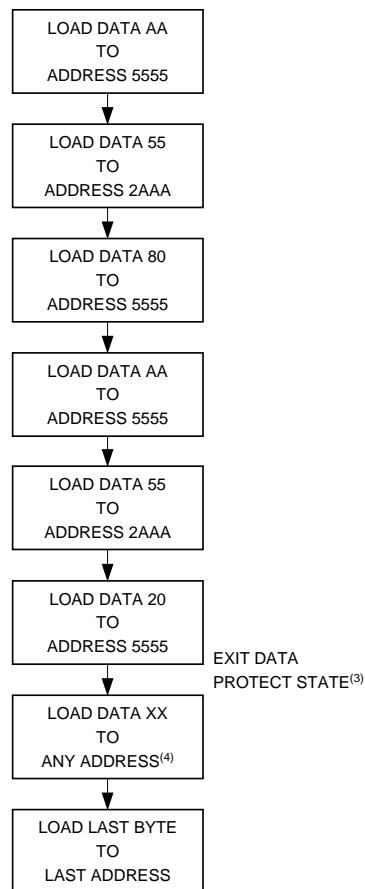 LOAD DATA AA
TO
ADDRESS 5555
LOAD DATA 55
TO
ADDRESS 2AAA
LOAD DATA 80
TO
ADDRESS 5555
LOAD DATA AA
TO
ADDRESS 5555
LOAD DATA 55
TO
ADDRESS 2AAA
LOAD DATA 20
TO
ADDRESS 5555
EXIT DATA
PROTECT STATE(3)
LOAD DATA XX
TO
ANY ADDRESS(4)
LOAD LAST BYTE
TO
LAST ADDRESS